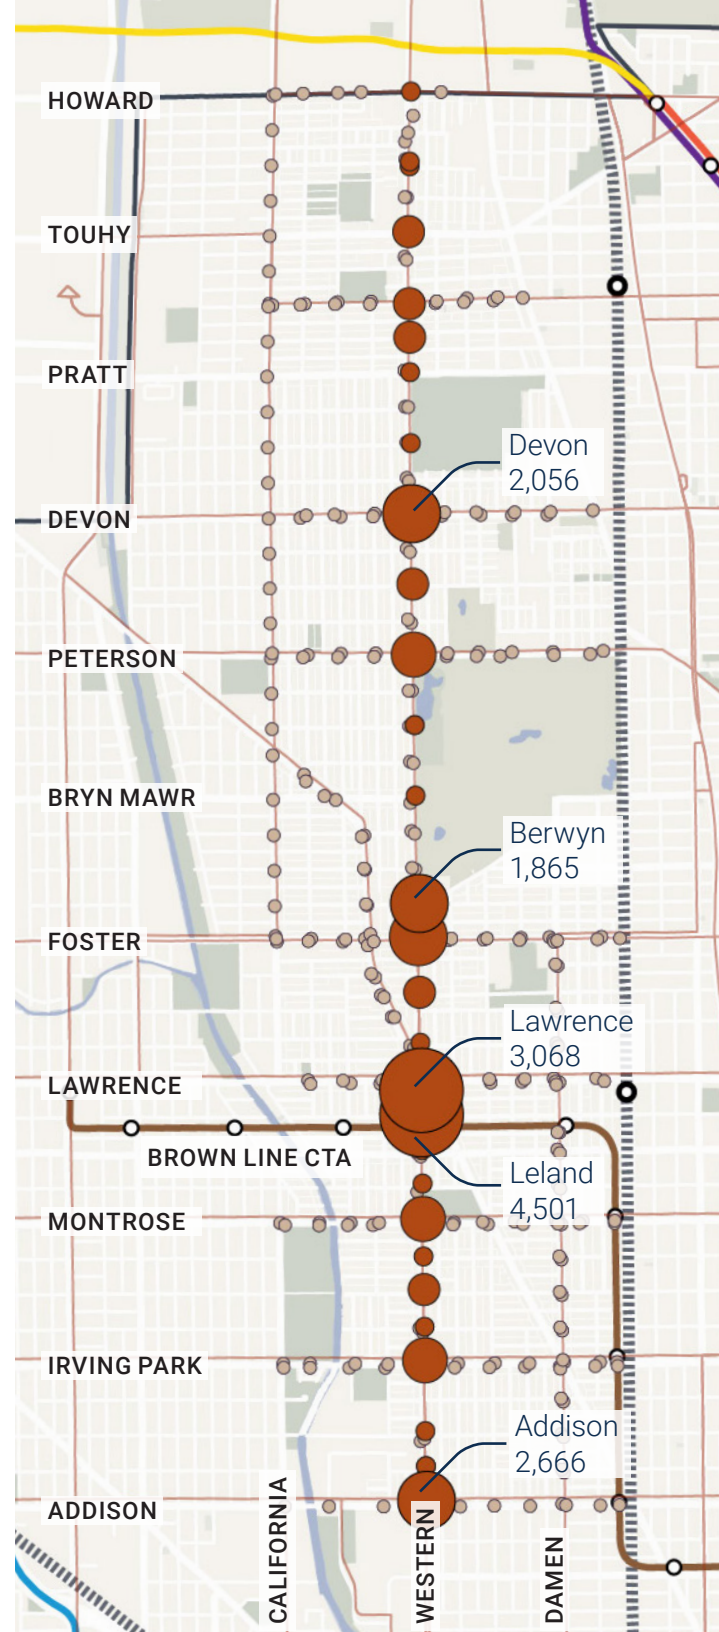 HOWARD
TOUHY
PRATT
Devon
2,056
DEVON
PETERSON
BRYN MAWR
Berwyn
1,865
FOSTER
Lawrence
3,068
LAWRENCE
BROWN LINE CTA
Leland
4,501
MONTROSE
IRVING PARK
Addison
2,666
ADDISON
CALIFORNIA
WESTERN
DAMEN